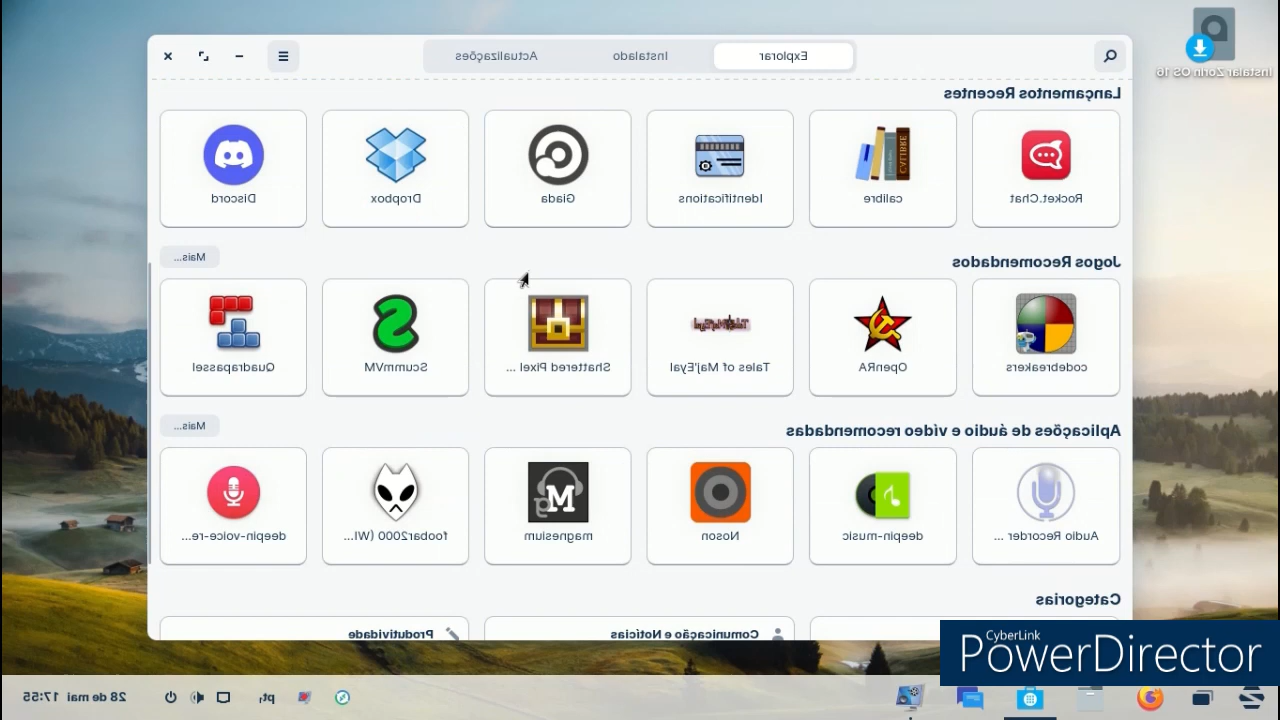 Explorar
Instalado
Actualizações
Instalar Zorin OS 16
Lançamentos Recentes
Rocket.Chat
CALIBRE
calibre
Identifications
Giada
Dropbox
Discord
Jogos Recomendados
Mais...
codebreakers
OpenRA
Tales of Maj'Eyal
Shattered Pixel ...
ScummVM
Quadrapassel
Aplicações de áudio e vídeo recomendadas
Mais...
Audio Recorder ...
deepin-music
Noson
Mg
magnesium
foobar2000 (WI...
deepin-voice-re...
Categorias
Comunicação e Notícias
Produtividade
CyberLink
PowerDirector
pt₁
28 de mai 17:55